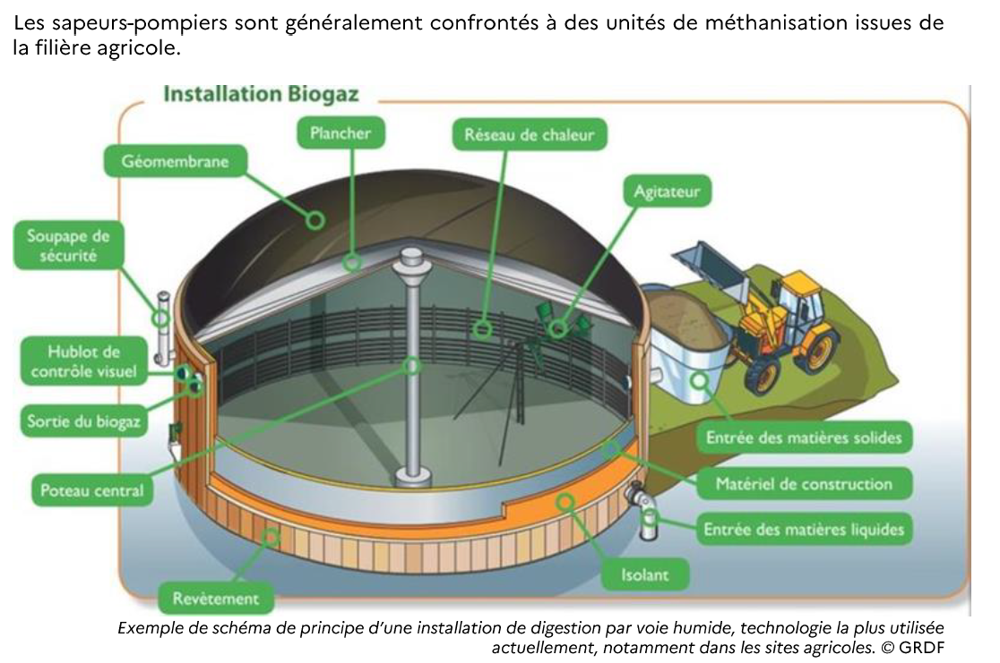 Les sapeurs-pompiers sont généralement confrontés à des unités de méthanisation issues de
la filière agricole.
Installation Biogaz
Plancher
Réseau de chaleur
Géomembrane
Agitateur
Soupape de
sécurité
Hublot de
contrôle visuel
Sortie du biogaz
Entrée des matières solides
Poteau central
Matériel de construction
Entrée des matières liquides
Isolant
Revètement
Exemple de schéma de principe d'une installation de digestion par voie humide, technologie la plus utilisée
actuellement, notamment dans les sites agricoles. © GRDF